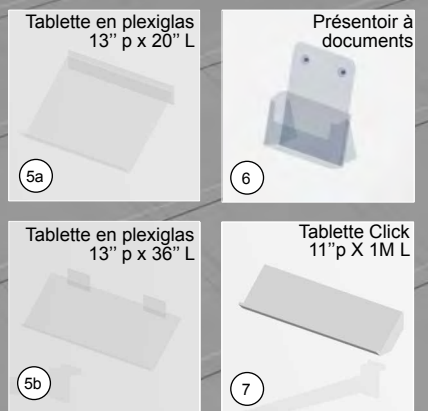 Tablette en plexiglas
13’’ p x 20’’ L
5a
Présentoir à
documents
6
Tablette en plexiglas
13’’ p x 36’’ L
5b
Tablette Click
11’’p X 1M L
7